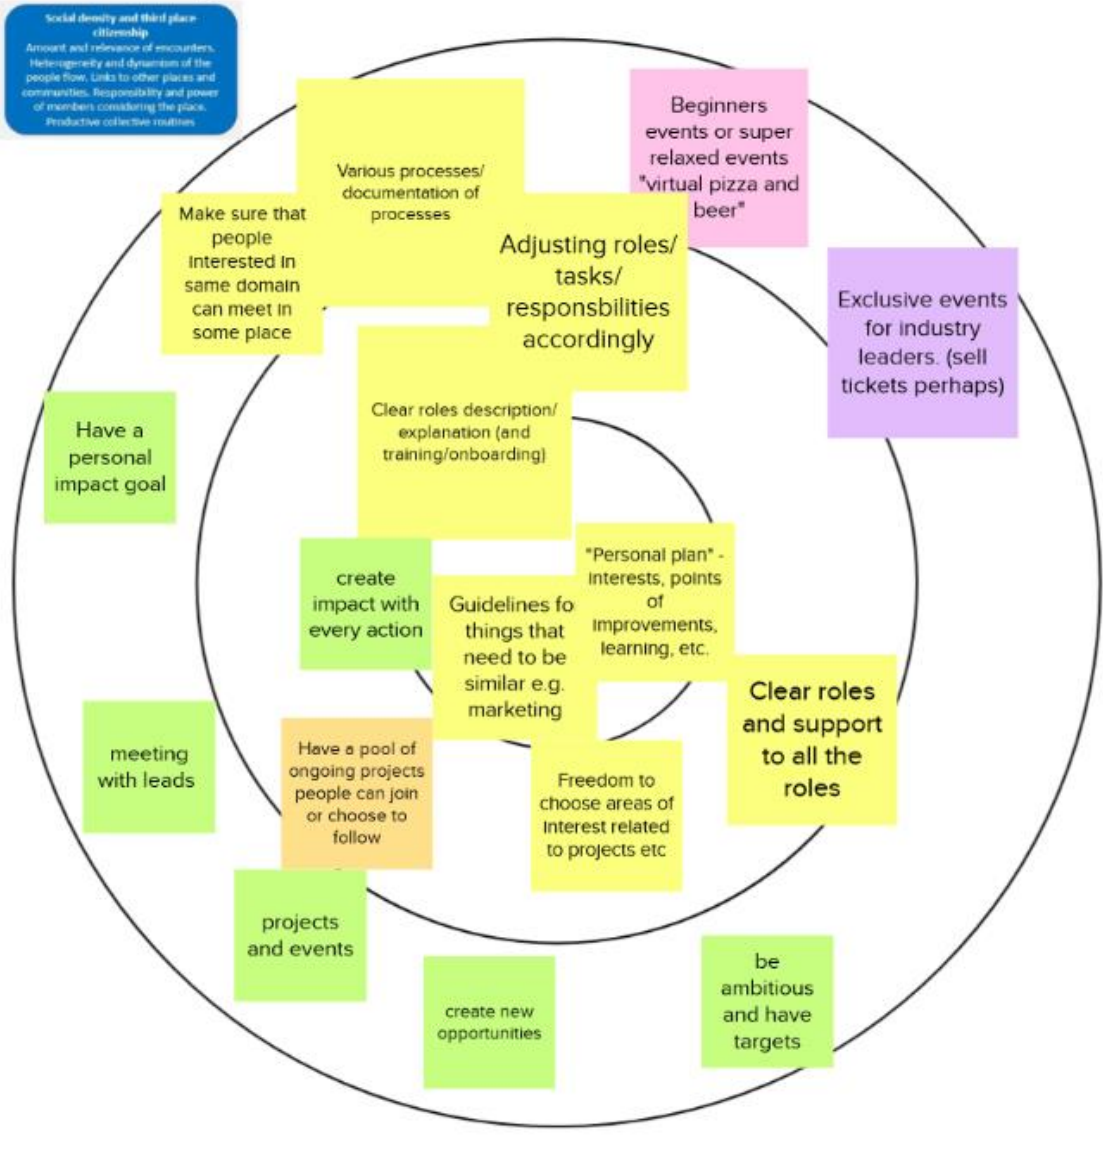 Social density and third place
citizenship
Amount and relevance of encounters.
Heterogeneity and dynamism of the
people flow. Links to other places and
communities. Responsibility and power
of members considering the place.
Productive collective routines
Various processes/
documentation of
processes
Beginners
events or super
relaxed events
"virtual pizza and
beer"
Make sure that
people
interested in
same domain
can meet in
some place
Adjusting roles/
tasks/
responsbilities
accordingly
Exclusive events
for industry
leaders. (sell
tickets perhaps)
Clear roles description/
explanation (and
training/onboarding)
Have a
personal
impact goal
create
impact with
every action
"Personal plan" -
interests, points
of
improvements,
learning, etc.
Guidelines fo
things that
need to be
similar e.g.
marketing
Clear roles
and support
to all the
roles
meeting
with leads
Have a pool of
ongoing projects
people can join
or choose to
follow
Freedom to
choose areas of
interest related
to projects etc
projects
and events
create new
opportunities
be
ambitious
and have
targets